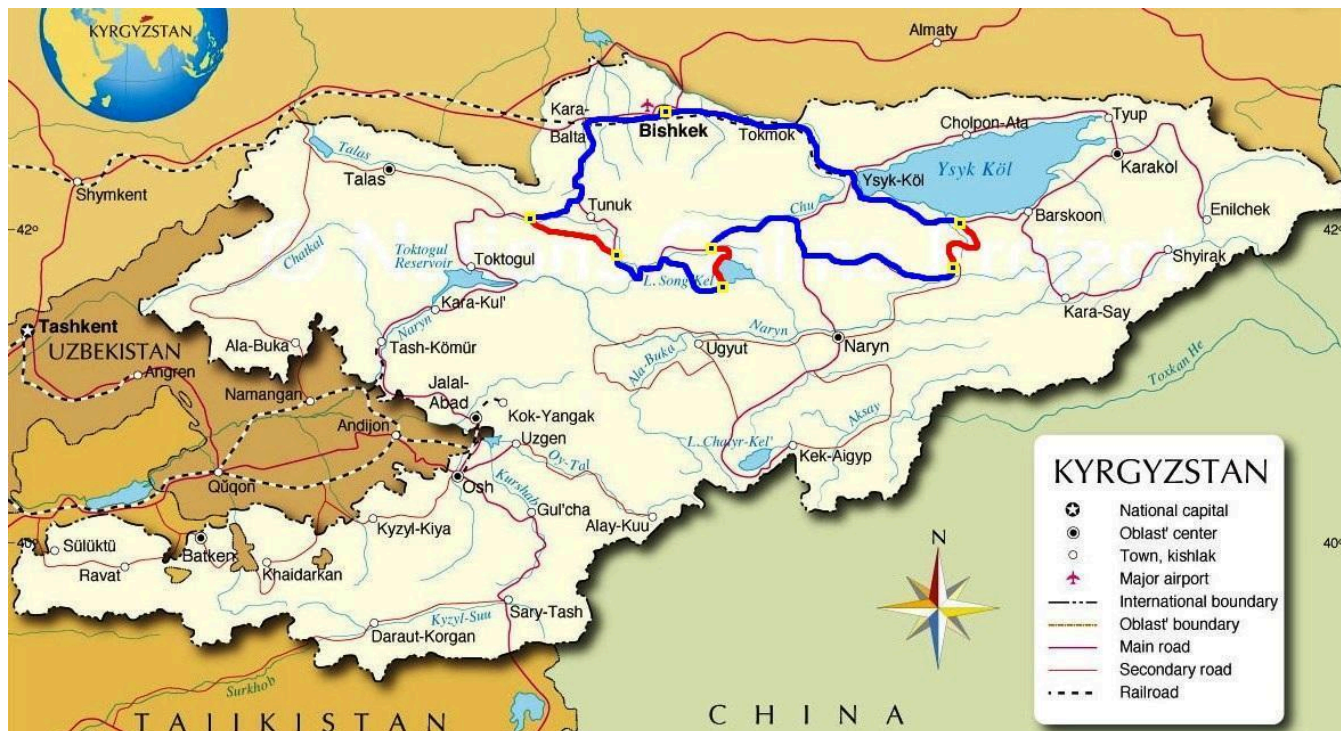 KYRGYZSTAN
Almaty
Kara-
Balta
Bishkek
Tokmok
Cholpon-Ata
Tyup
Talas
Talas
Ysyk-Köl
Ysyk Köl
Karakol
Shymkent
Tunuk
Chu
Barskoon
Enilchek
42°
42°
Chatkal
Toktogul
Reservoir
Toktogul
L. Song-Kel'
Shyirak
Kara-Kul'
Kara-Say
Tashkent
UZBEKISTAN
Naryn
Ala-Buka
Tash-Kömür
Ala-Buka
Ugyut
Naryn
Naryn
Toxkan He
Angren
Namangan
Jalal-
Abad
Kok-Yangak
Aksay
Andijon
Uzgen
L. Chatyr-Kel'
Kek-Aigyp
Oy-Tal
Qŭqon
Osh
Kurshab
Gul'cha
Kyzyl-Kiya
Alay-Kuu
40°
40°
Sülüktü
Batken
Ravat
Khaidarkan
Sary-Tash
Kyzyl-Suu
Daraut-Korgan
Surkhob
TAJIKISTAN
CHINA
N
KYRGYZSTAN
National capital
Oblast' center
Town, kishlak
Major airport
International boundary
Oblast' boundary
Main road
Secondary road
Railroad